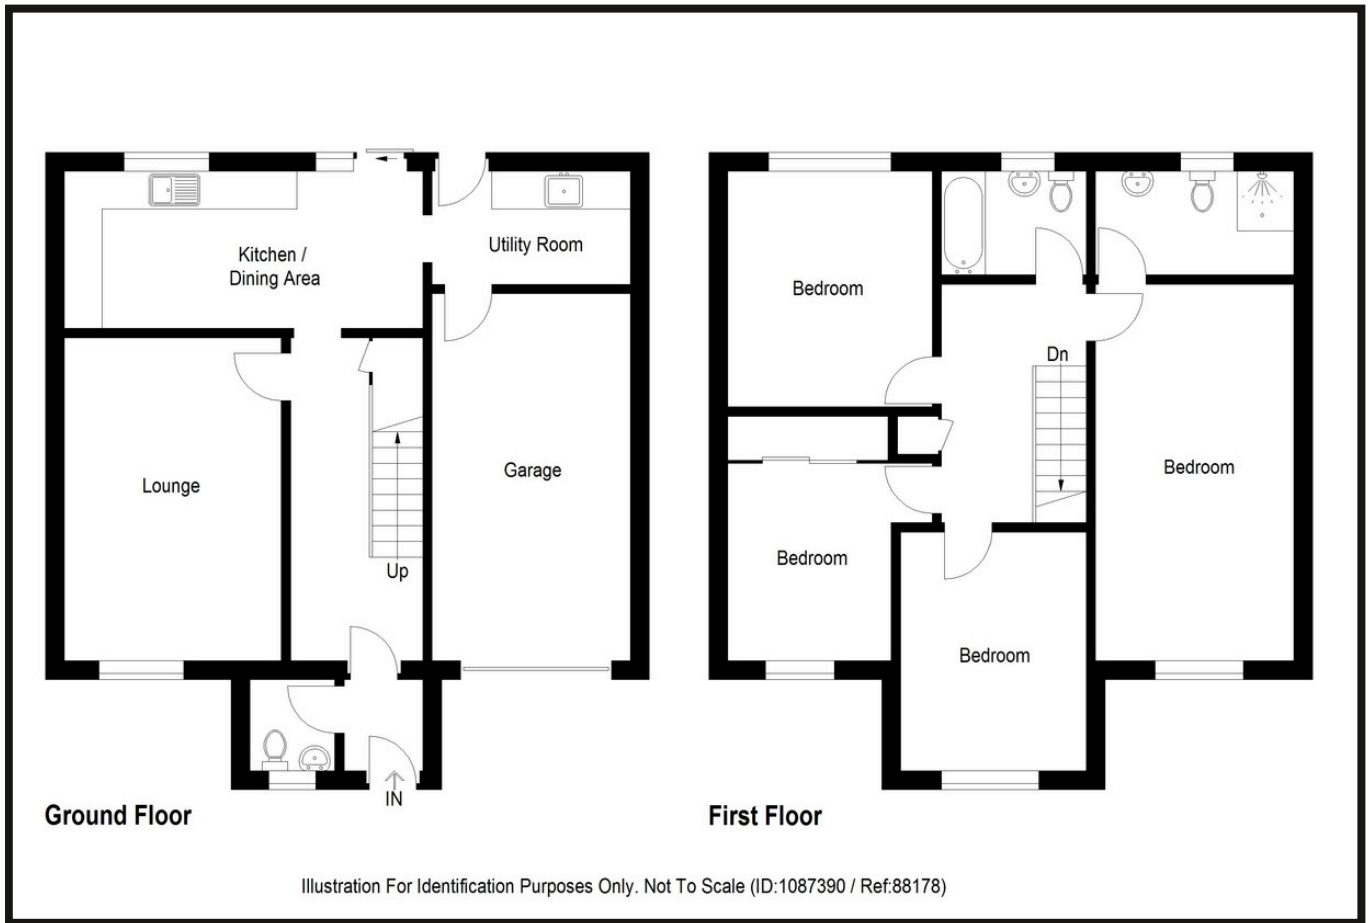 Kitchen /
Dining Area
Utility Room
Lounge
Garage
Up
IN
Ground Floor
Bedroom
Dn
Bedroom
Bedroom
Bedroom
First Floor
Illustration For Identification Purposes Only. Not To Scale (ID:1087390 / Ref:88178)